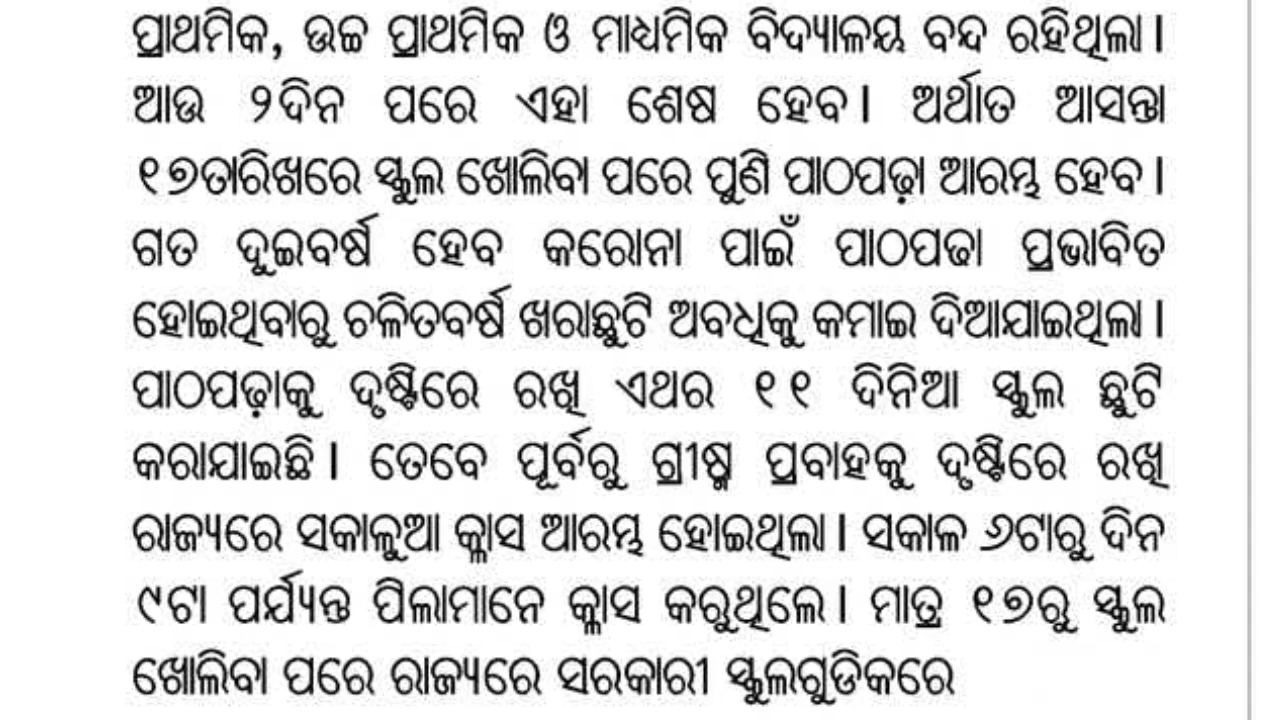 ପ୍ରାଥମିକ, ଉଚ୍ଚ ପ୍ରାଥମିକ ଓ ମାଧ୍ୟମିକ ବିଦ୍ୟାଳୟ ବନ୍ଦ ରହିଥିଲା ।
ଆଉ ୨ଦିନ ପରେ ଏହା ଶେଷ ହେବ । ଅର୍ଥାତ ଆସନ୍ତା
୧୭ତାରିଖରେ ସ୍କୁଲ ଖୋଲିବା ପରେ ପୁଣି ପାଠପଢ଼ା ଆରମ୍ଭ ହେବ ।
ଗତ ଦୁଇବର୍ଷ ହେବ କରୋନା ପାଇଁ ପାଠପଢା ପ୍ରଭାବିତ
ହୋଇଥିବାରୁ ଚଳିତବର୍ଷ ଖରାଛୁଟି ଅବଧିକୁ କମାଇ ଦିଆଯାଇଥିଲା ।
ପାଠପଢ଼ାକୁ ଦୃଷ୍ଟିରେ ରଖି ଏଥର ୧୧ ଦିନିଆ ସ୍କୁଲ ଛୁଟି
କରାଯାଇଛି । ତେବେ ପୂର୍ବରୁ ଗ୍ରୀଷ୍ମ ପ୍ରବାହକୁ ଦୃଷ୍ଟିରେ ରଖି
ରାଜ୍ୟରେ ସକାଳୁଆ କ୍ଳାସ ଆରମ୍ଭ ହୋଇଥିଲା । ସକାଳ ୬ଟାରୁ ଦିନ
୯ଟା ପର୍ଯ୍ୟନ୍ତ ପିଲାମାନେ କ୍ଳାସ କରୁଥିଲେ । ମାତ୍ର ୧୭ରୁ ସ୍କୁଲ
ଖୋଲିବା ପରେ ରାଜ୍ୟରେ ସରକାରୀ ସ୍କୁଲଗୁଡିକରେ